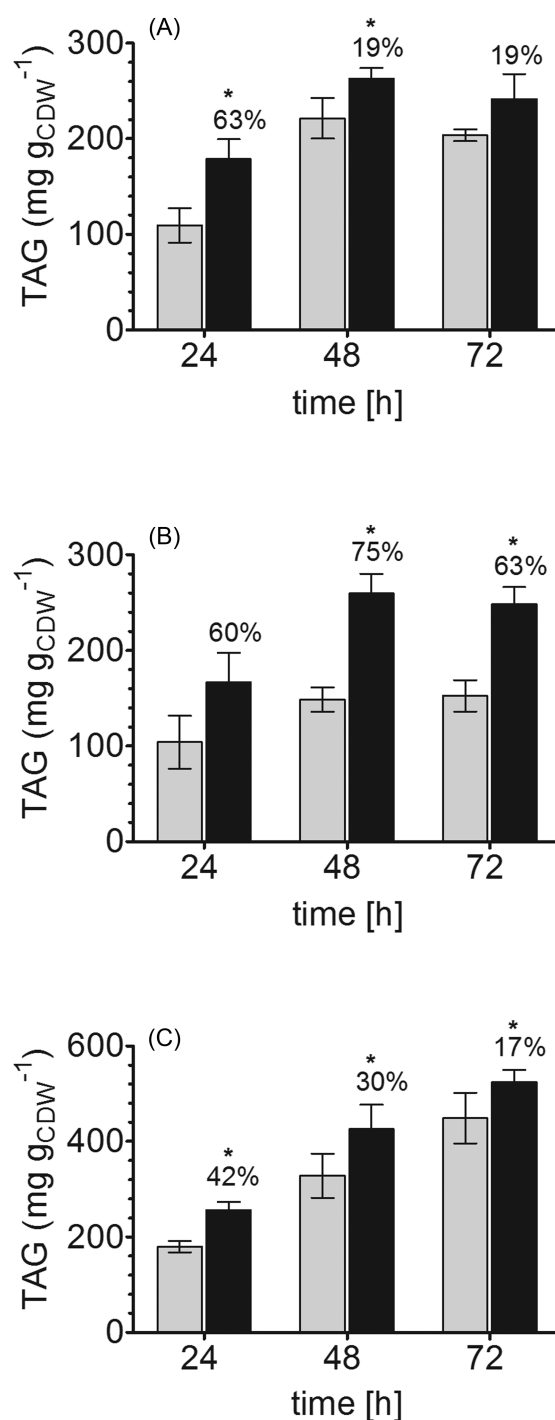 (A)
TAG (mg gCDW⁻¹)
300
200
100
0
*
63%
*
19%
19%
24 48 72
time [h]
(B)
TAG (mg gCDW⁻¹)
300
200
100
0
60%
*
75%
*
63%
24 48 72
time [h]
(C)
TAG (mg gCDW⁻¹)
600
400
200
0
*
42%
*
30%
*
17%
24 48 72
time [h]